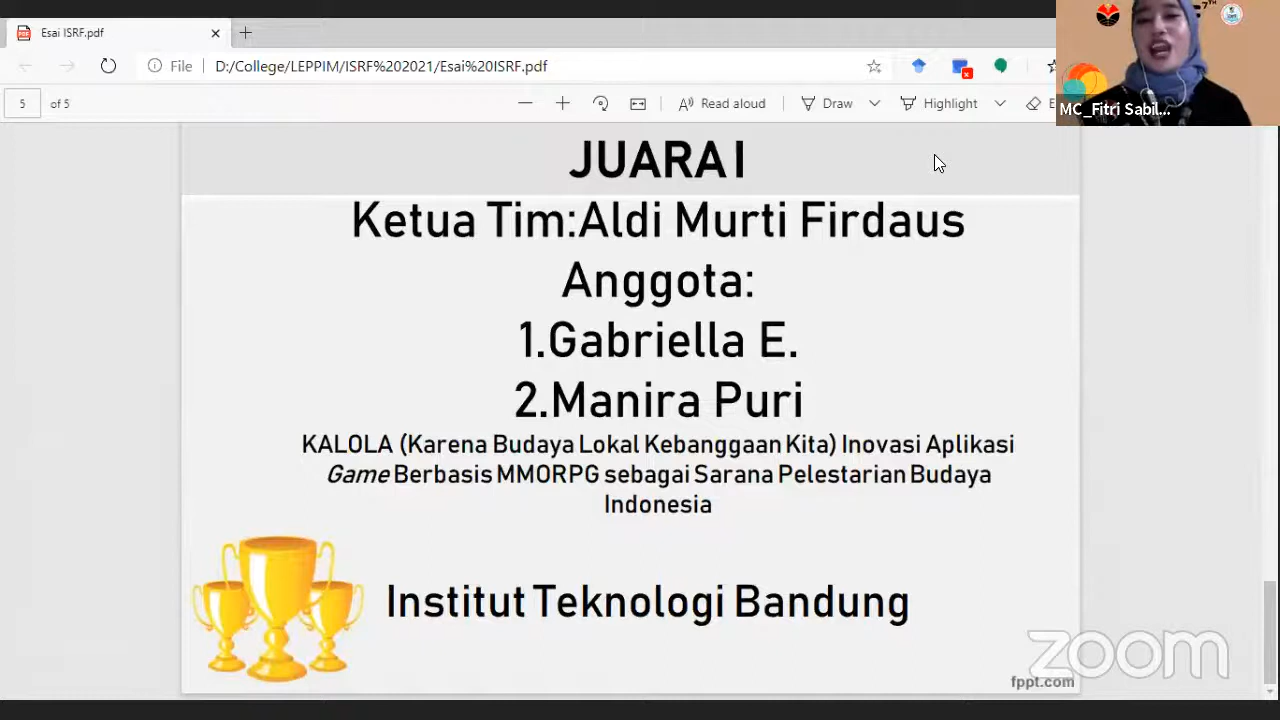 Esai ISRF.pdf
7TH
File
D:/College/LEPPIM/ISRF%202021/Esai%20ISRF.pdf
MC_Fitri Sabil...
5 of 5
Read aloud
Draw
Highlight
JUARA I
Ketua Tim:Aldi Murti Firdaus
Anggota:
1.Gabriella E.
2.Manira Puri
KALOLA (Karena Budaya Lokal Kebanggaan Kita) Inovasi Aplikasi
Game Berbasis MMORPG sebagai Sarana Pelestarian Budaya
Indonesia
Institut Teknologi Bandung
zoom
fppt.com